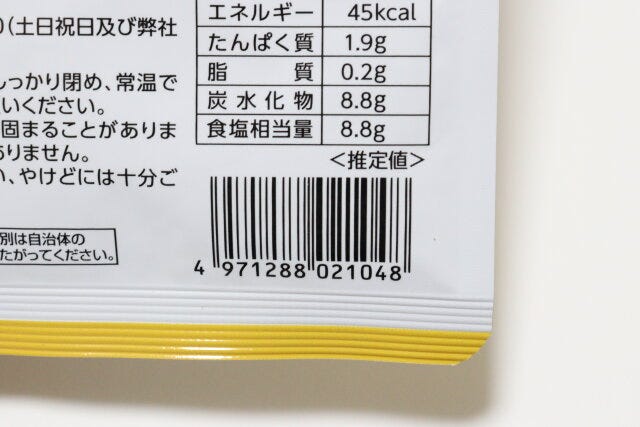 )(土日祝日及び弊社
しっかり閉め、常温で
いください。
固まることがありま
ありません。
い、やけどには十分ご
別は自治体の
たがってください。
エネルギー 45kcal
たんぱく質 1.9g
脂質 0.2g
炭水化物 8.8g
食塩相当量 8.8g
<推定値>
4 971288 021048